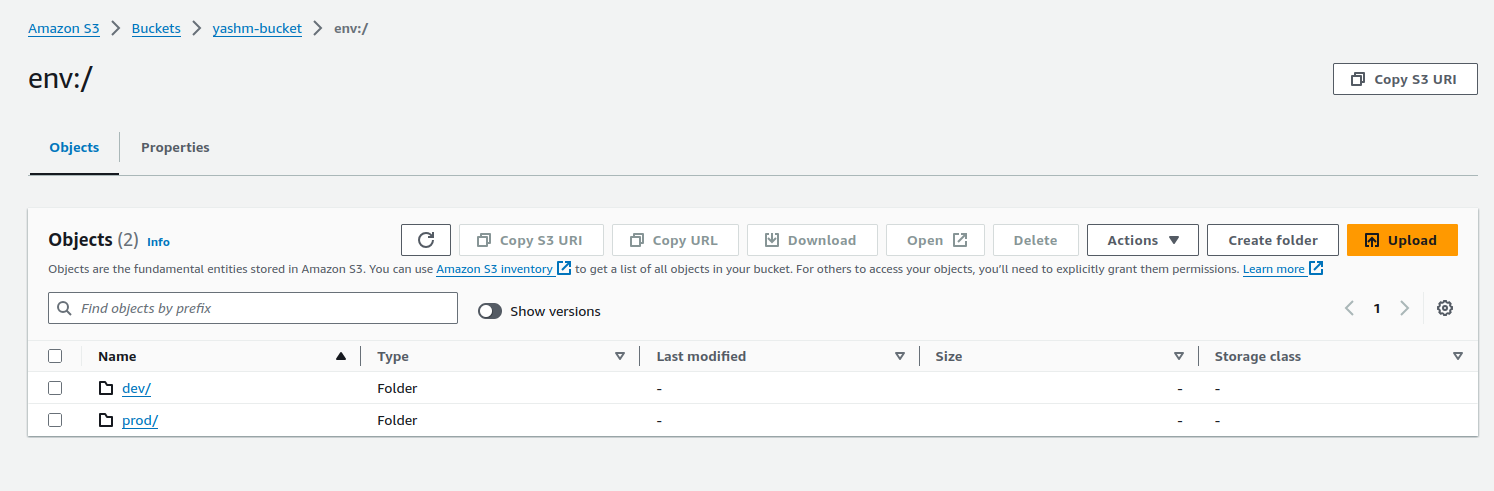 Amazon S3 > Buckets > yashm-bucket > env:/
env:/
Copy S3 URI
Objects Properties
Objects (2) Info
Copy S3 URI Copy URL Download Open Delete Actions Create folder Upload
Objects are the fundamental entities stored in Amazon S3. You can use Amazon S3 inventory to get a list of all objects in your bucket. For others to access your objects, you'll need to explicitly grant them permissions. Learn more
Find objects by prefix Show versions 1
Name Type Last modified Size Storage class
dev/ Folder - - -
prod/ Folder - - -